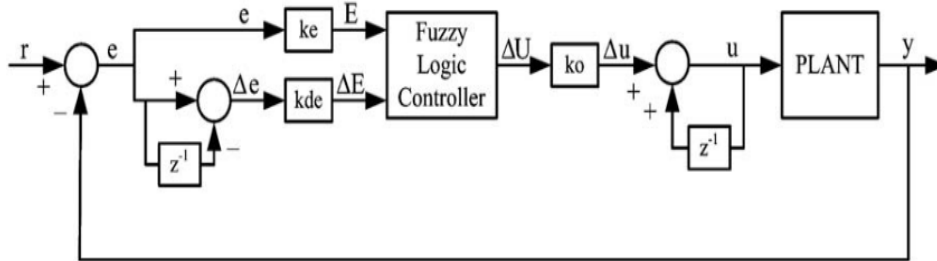 r
+
−
e
e
ke
E
+
−
Δe
z⁻¹
kde
ΔE
Fuzzy
Logic
Controller
ΔU
ko
Δu
+
+
z⁻¹
u
PLANT
y